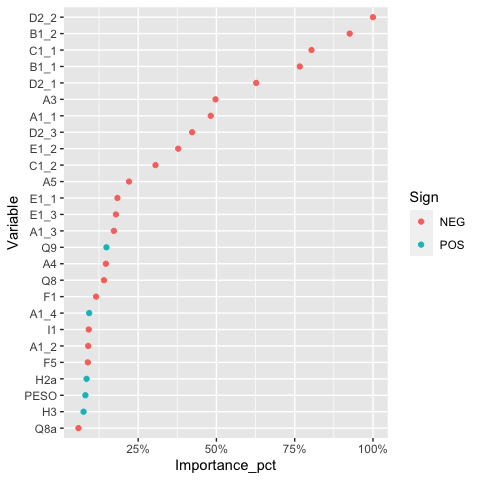 Variable
D2_2
B1_2
C1_1
B1_1
D2_1
A3
A1_1
D2_3
E1_2
C1_2
A5
E1_1
E1_3
A1_3
Q9
A4
Q8
F1
A1_4
I1
A1_2
F5
H2a
PESO
H3
Q8a
25% 50% 75% 100%
Importance_pct
Sign
NEG
POS